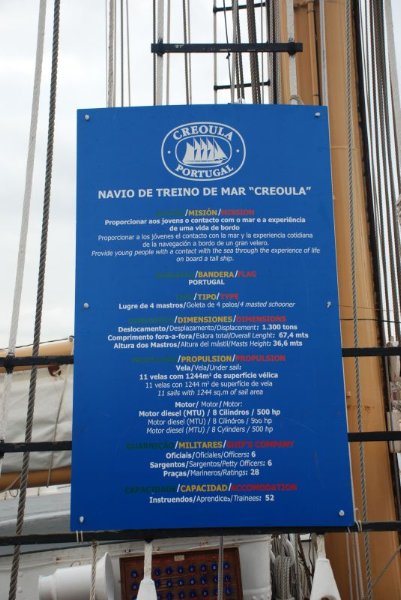 CREOULA
PORTUGAL
NAVIO DE TREINO DE MAR "CREOULA"
MISSÃO/MISIÓN/MISSION
Proporcionar aos jovens o contacto com o mar e a experiência
de uma vida de bordo
Proporcionar a los jóvenes el contacto con la mar y la experiencia cotidiana
de la navegación a bordo de un gran velero.
Provide young people with a contact with the sea through the experience of life
on board a tall ship.
BANDEIRA/BANDERA/FLAG
PORTUGAL
TIPO/TIPO/TYPE
Lugre de 4 mastros/Goleta de 4 palos/4 masted schooner
DIMENSÕES/DIMENSIONES/DIMENSIONS
Deslocamento/Desplazamento/Displacement: 1.300 tons
Comprimento fora-a-fora/Eslora total/Overall Lenght: 67,4 mts
Altura dos Mastros/Altura del mástil/Masts Height: 36,6 mts
PROPULSÃO/PROPULSION/PROPULSION
Vela/Vela/Under sail:
11 velas com 1244m² de superfície vélica
11 velas com 1244 m² de superficie de vela
11 sails with 1244 sq.m of sail area
Motor/ Motor/ Motor:
Motor diesel (MTU) / 8 Cilindros / 500 hp
Motor diesel (MTU) / 8 Cilindros / 500 hp
Motor diesel (MTU) / 8 Cylinders / 500 hp
GUARNIÇÃO/MILITARES/SHIP'S COMPANY
Oficiais/Oficiales/Officers: 6
Sargentos/Sargentos/Petty Officers: 6
Praças/Marineros/Ratings: 28
CAPACIDADE/CAPACIDAD/ACCOMODATION
Instruendos/Aprendices/Trainees: 52